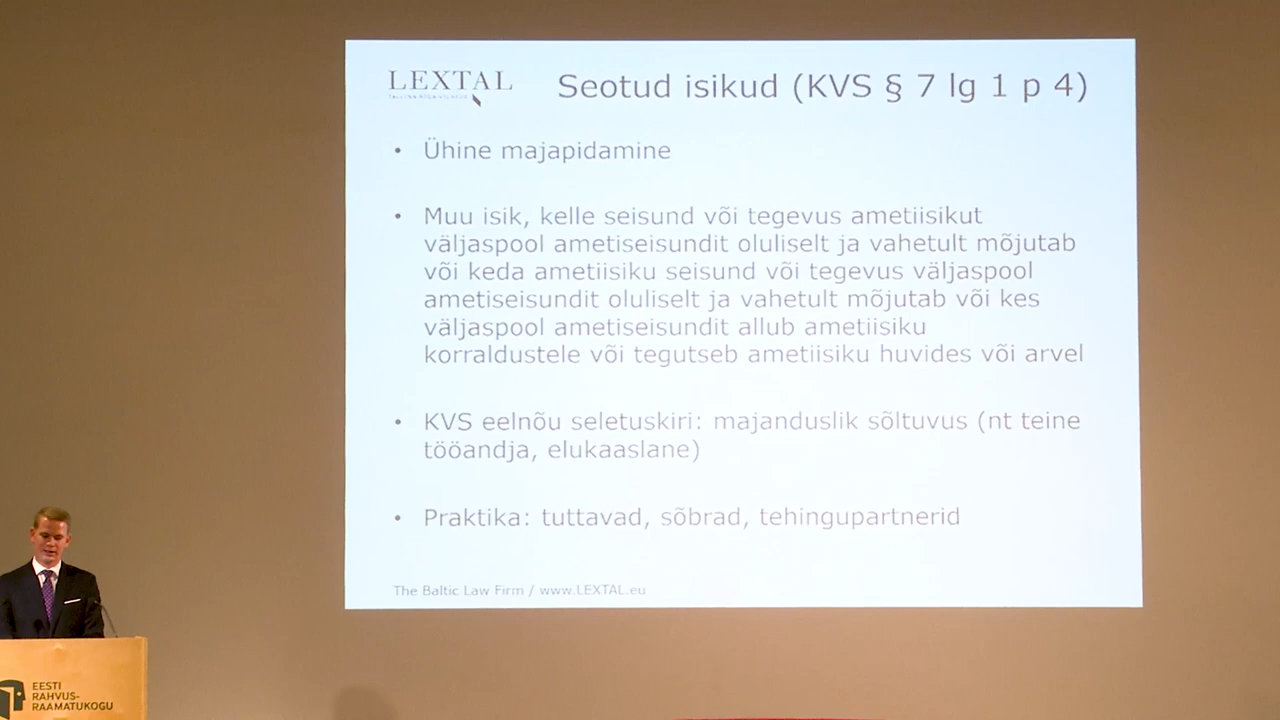 LEXTAL
Seotud isikud (KVS § 7 lg 1 p 4)
• Ühine majapidamine
• Muu isik, kelle seisund või tegevus ametiisikut
väljaspool ametiseisundit oluliselt ja vahetult mõjutab
või keda ametiisiku seisund või tegevus väljaspool
ametiseisundit oluliselt ja vahetult mõjutab või kes
väljaspool ametiseisundit allub ametiisiku
korraldustele või tegutseb ametiisiku huvides või arvel
• KVS eelnõu seletuskiri: majanduslik sõltuvus (nt teine
tööandja, elukaaslane)
• Praktika: tuttavad, sõbrad, tehingupartnerid
The Baltic Law Firm / www.LEXTAL.eu
EESTI
RAHVUS-
RAAMATUKOGU